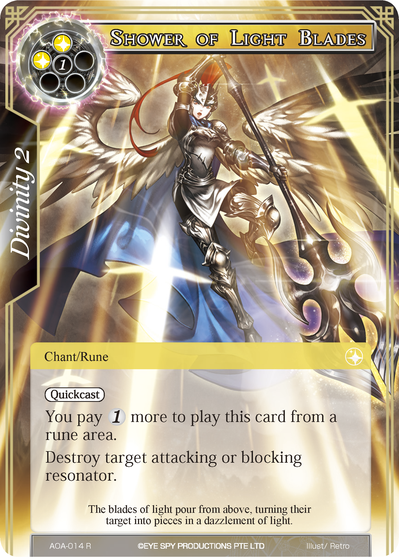 Shower of Light Blades
1
Divinity 2
Chant/Rune
Quickcast
You pay 1 more to play this card from a
rune area.
Destroy target attacking or blocking
resonator.
The blades of light pour from above, turning their
target into pieces in a dazzlement of light.
AOA-014 R
©EYE SPY PRODUCTIONS PTE LTD
Illust/ Retro